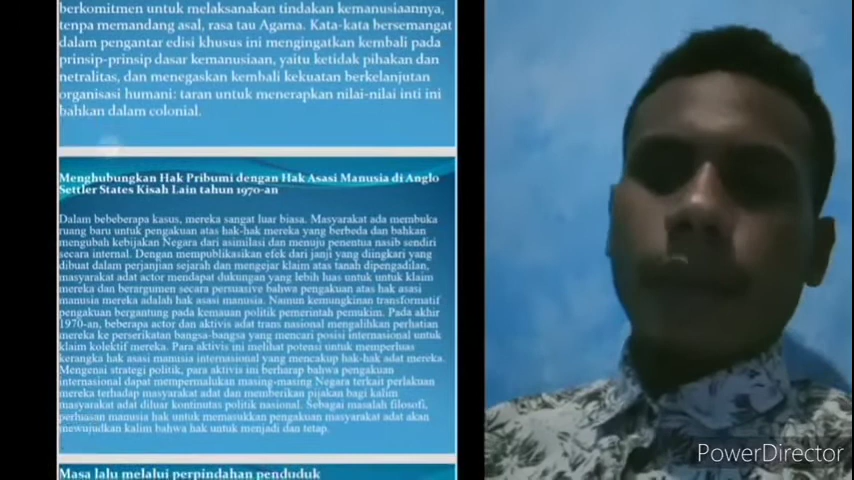 berkomitmen untuk melaksanakan tindakan kemanusiaannya,
tenpa memandang asal, rasa tau Agama. Kata-kata bersemangat
dalam pengantar edisi khusus ini mengingatkan kembali pada
prinsip-prinsip dasar kemanusiaan, yaitu ketidak pihakan dan
netralitas, dan menegaskan kembali kekuatan berkelanjutan
organisasi humani: taran untuk menerapkan nilai-nilai inti ini
bahkan dalam colonial.
Menghubungkan Hak Pribumi dengan Hak Asasi Manusia di Anglo
Settler States Kisah Lain tahun 1970-an
Dalam bebeberapa kasus, mereka sangat luar biasa. Masyarakat ada membuka
ruang baru untuk pengakuan atas hak-hak mereka yang berbeda dan bahkan
mengubah kebijakan Negara dari asimilasi dan menuju penentua nasib sendiri
secara internal. Dengan mempublikasikan efek dari janji yang diingkari yang
dibuat dalam perjanjian sejarah dan mengejar klaim atas tanah dipengadilan,
masyarakat adat actor mendapat dukungan yang lebih luas untuk untuk klaim
mereka dan berargumen secara persuasive bahwa pengakuan atas hak asasi
manusia mereka adalah hak asasi manusia. Namun kemungkinan transformatif
pengakuan bergantung pada kemauan politik pemerintah pemukim. Pada akhir
1970-an, beberapa actor dan aktivis adat trans nasional mengalihkan perhatian
mereka ke perserikatan bangsa-bangsa yang mencari posisi internasional untuk
klaim kolektif mereka. Para aktivis ini melihat potensi untuk memperluas
kerangka hak asasi manusia internasional yang mencakup hak-hak adat mereka.
Mengenai strategi politik, para aktivis ini berharap bahwa pengakuan
internasional dapat mempermalukan masing-masing Negara terkait perlakuan
mereka terhadap masyarakat adat dan memberikan pijakan bagi kalim
masyarakat adat diluar kontinutas politik nasional. Sebagai masalah filosofi,
perluasan manusia hak untuk memasukkan pengakuan masyarakat adat akan
mewujudkan kalim bahwa hak untuk menjadi dan tetap.
Masa lalu melalui perpindahan penduduk
PowerDirector